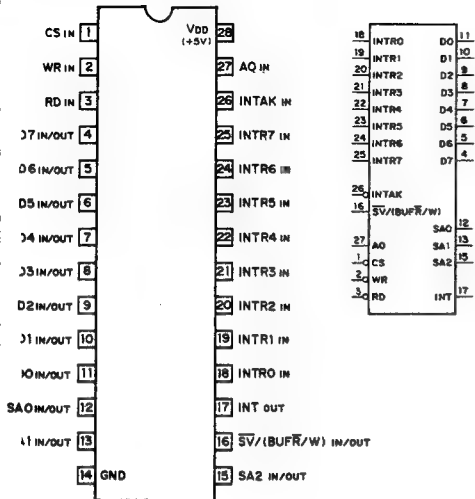 CS IN 1
WR IN 2
RD IN 3
D7 IN/OUT 4
D6 IN/OUT 5
D5 IN/OUT 6
D4 IN/OUT 7
D3 IN/OUT 8
D2 IN/OUT 9
D1 IN/OUT 10
D0 IN/OUT 11
SA0 IN/OUT 12
A1 IN/OUT 13
14 GND
VDD 28
(+5V)
27 AQ IN
26 INTAK IN
25 INTR7 IN
24 INTR6 IN
23 INTR5 IN
22 INTR4 IN
21 INTR3 IN
20 INTR2 IN
19 INTR1 IN
18 INTRO IN
17 INT OUT
16 SV/(BUFR/W) IN/OUT
15 SA2 IN/OUT
18 INTRO
19 INTR1
20 INTR2
21 INTR3
22 INTR4
23 INTR5
24 INTR6
25 INTR7
26 INTAK
16 SV/(BUFR/W)
27 AO
1 CS
2 WR
3 RD
DO 11
D1 10
D2 9
D3 8
D4 7
D5 6
D6 5
D7 4
SAO 12
SA1 13
SA2 15
INT 17